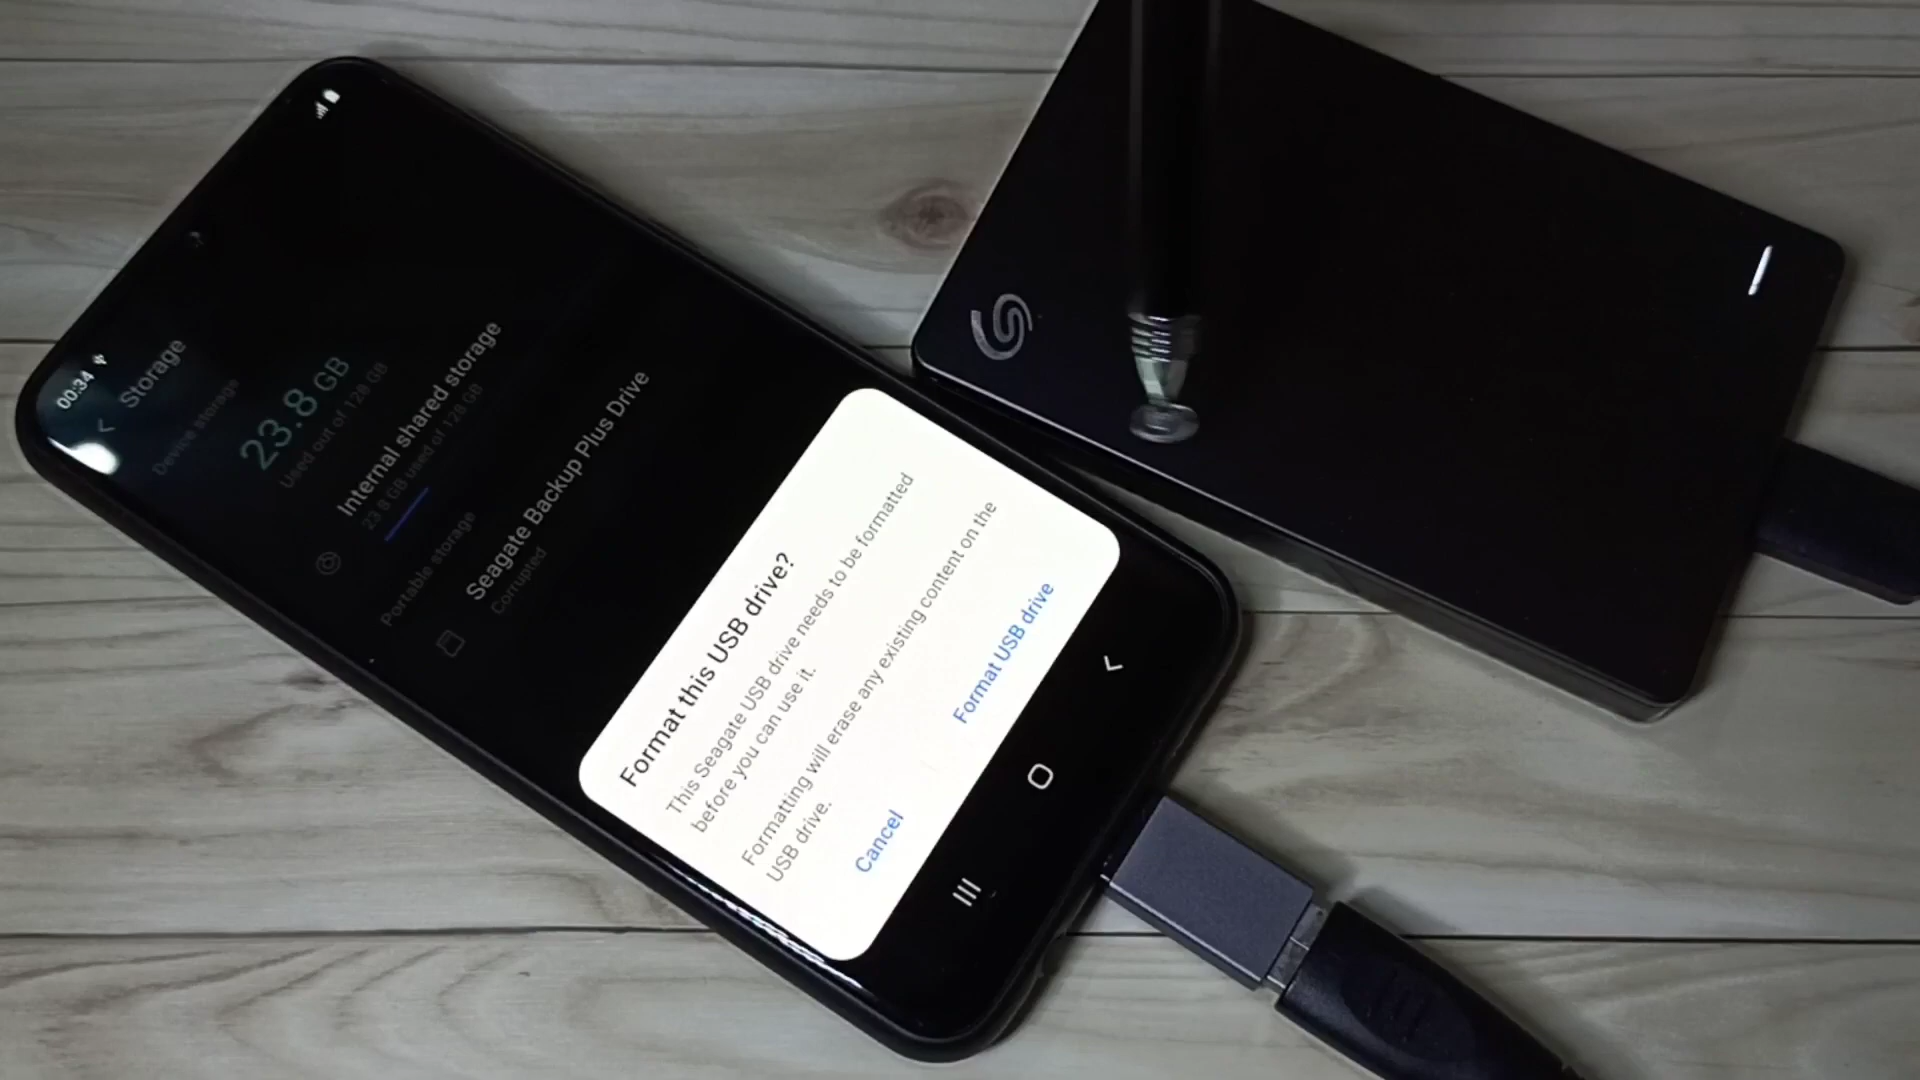 00:34
Storage
Device storage
23.8 GB
Used out of 128 GB
Internal shared storage
23.8 GB used of 128 GB
Portable storage
Seagate Backup Plus Drive
Corrupted
Format this USB drive?
This Seagate USB drive needs to be formatted
before you can use it.
Formatting will erase any existing content on the
USB drive.
Cancel
Format USB drive